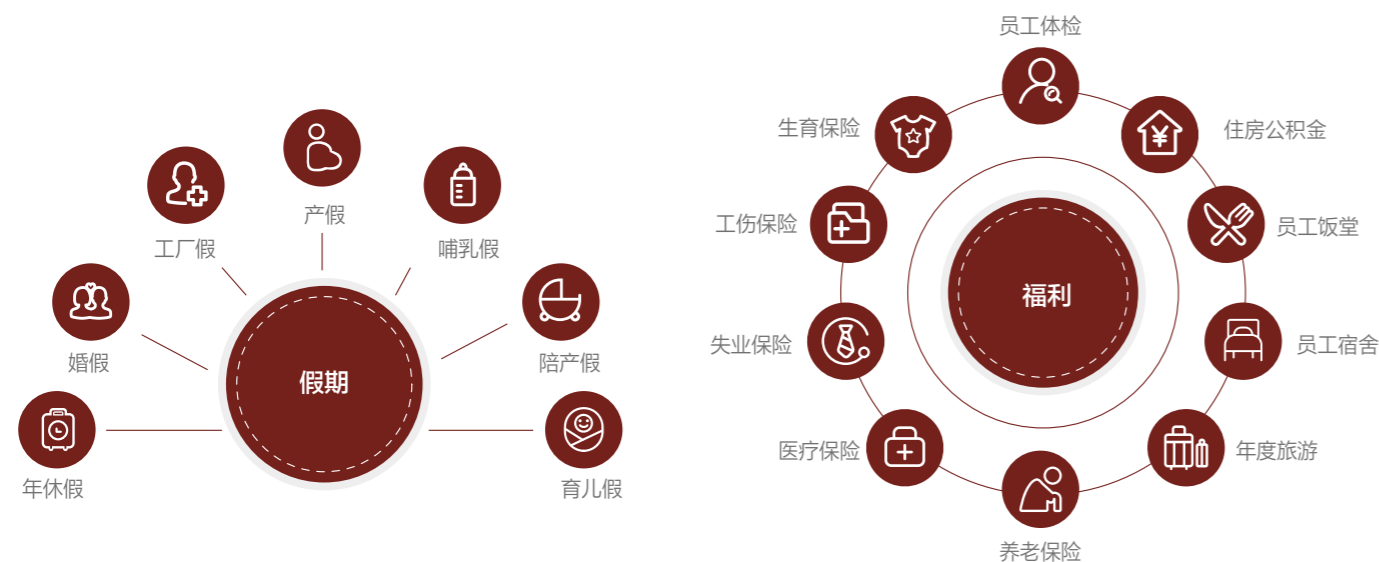 产假
工厂假
哺乳假
婚假
陪产假
年休假
育儿假
假期
员工体检
生育保险
住房公积金
工伤保险
员工饭堂
失业保险
员工宿舍
医疗保险
年度旅游
养老保险
福利